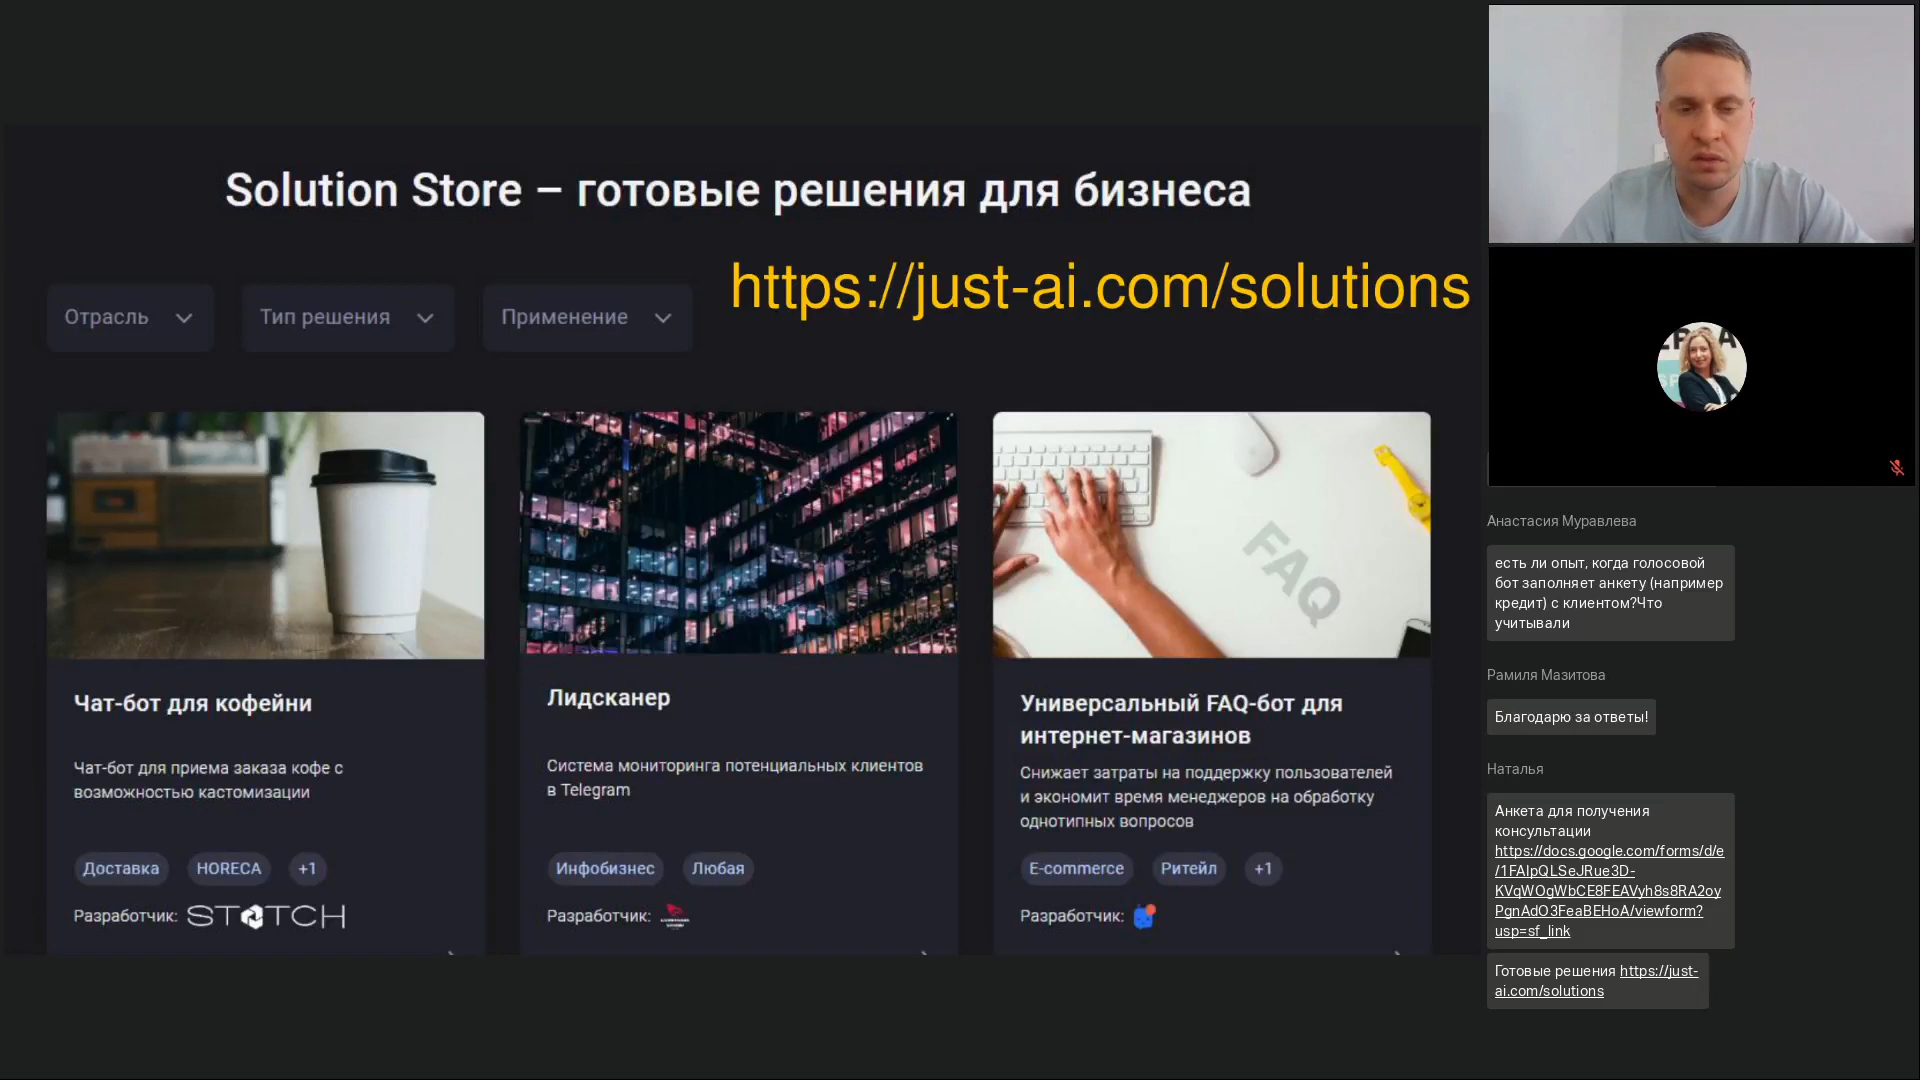 Solution Store – готовые решения для бизнеса
https://just-ai.com/solutions
Отрасль
Тип решения
Применение
FAQ
Чат-бот для кофейни
Чат-бот для приема заказа кофе с
возможностью кастомизации
Доставка HORECA +1
Разработчик:
Лидсканер
Система мониторинга потенциальных клиентов
в Telegram
Инфобизнес Любая
Разработчик:
Универсальный FAQ-бот для
интернет-магазинов
Снижает затраты на поддержку пользователей
и экономит время менеджеров на обработку
однотипных вопросов
E-commerce Ритейл +1
Разработчик:
Анастасия Муравлева
есть ли опыт, когда голосовой
бот заполняет анкету (например
кредит) с клиентом?Что
учитывали
Рамиля Мазитова
Благодарю за ответы!
Наталья
Анкета для получения
консультации
https://docs.google.com/forms/d/e
/1FAIpQLSeJRue3D-
KVqWOgWbCE8FEAVyh8s8RA2oy
PgnAdO3FeaBEHoA/viewform?
usp=sf_link
Готовые решения https://just-
ai.com/solutions